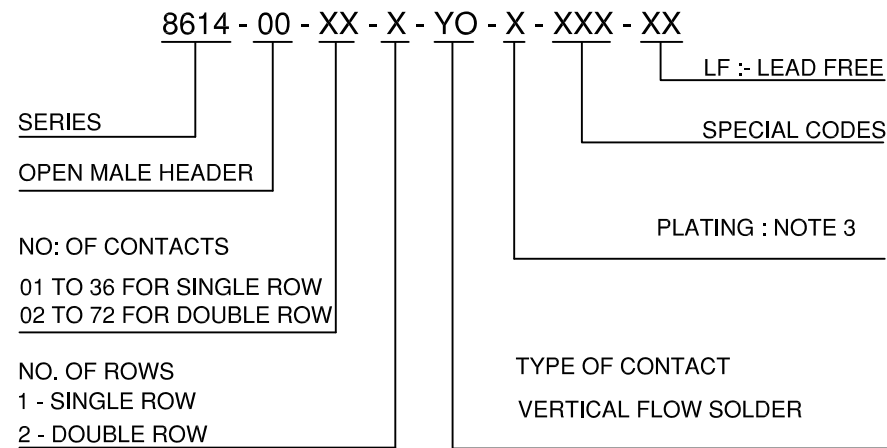 8614 - 00 - XX - X - YO - X - XXX - XX
LF :- LEAD FREE
SERIES
SPECIAL CODES
OPEN MALE HEADER
PLATING : NOTE 3
NO: OF CONTACTS
01 TO 36 FOR SINGLE ROW
02 TO 72 FOR DOUBLE ROW
NO. OF ROWS
1 - SINGLE ROW
2 - DOUBLE ROW
TYPE OF CONTACT
VERTICAL FLOW SOLDER